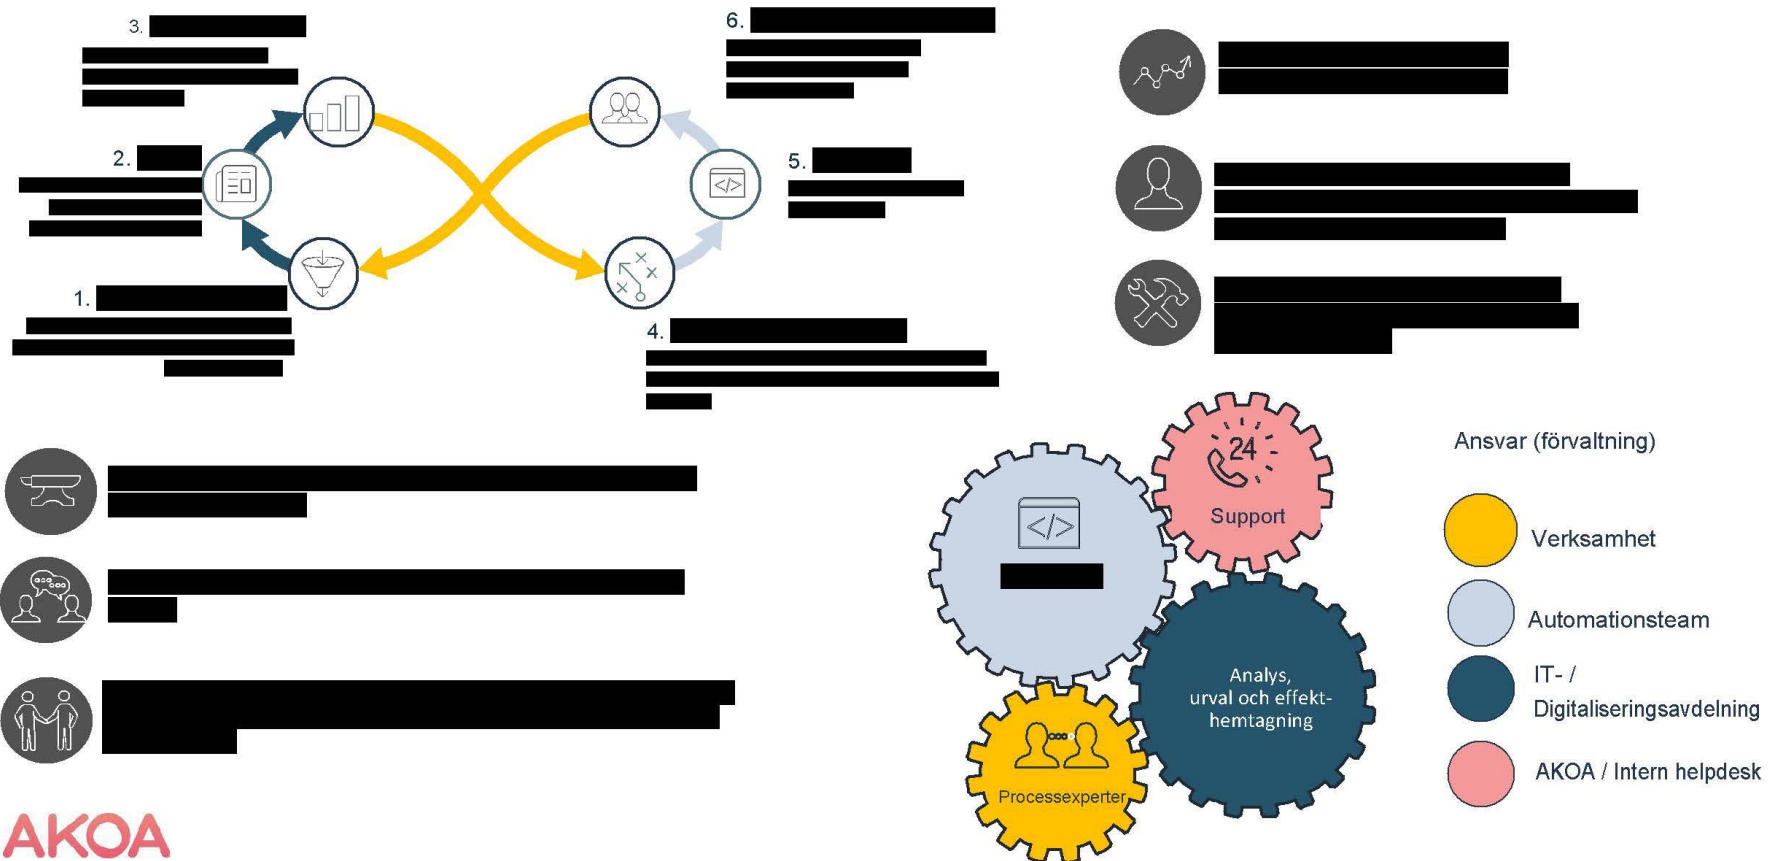 3.
6.
2.
5.
1.
4.
24
Support
Analys,
urval och effekt-
hemtagning
Processexperter
Ansvar (förvaltning)
Verksamhet
Automationsteam
IT- /
Digitaliseringsavdelning
AKOA / Intern helpdesk
AKOA